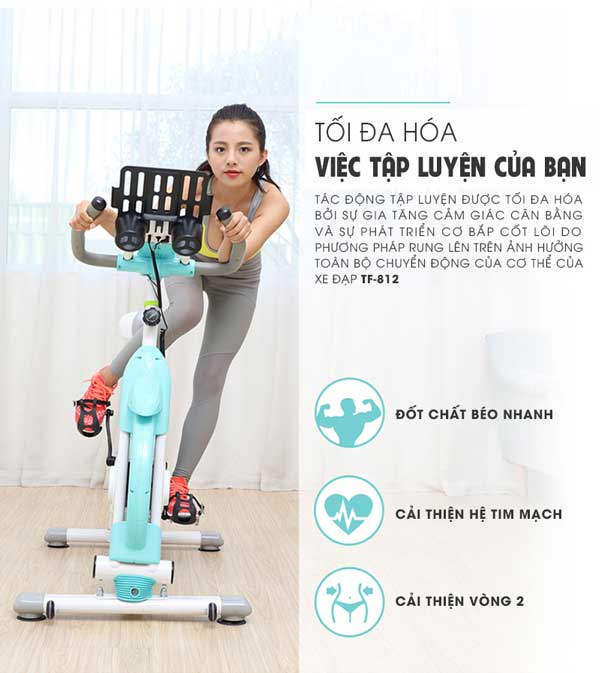 TỐI ĐA HÓA
VIỆC TẬP LUYỆN CỦA BẠN
TÁC ĐỘNG TẬP LUYỆN ĐƯỢC TỐI ĐA HÓA
BỞI SỰ GIA TĂNG CẢM GIÁC CÂN BẰNG
VÀ SỰ PHÁT TRIỂN CƠ BẮP CỐT LÕI DO
PHƯƠNG PHÁP RUNG LÊN TRÊN ẢNH HƯỞNG
TOÀN BỘ CHUYỂN ĐỘNG CỦA CƠ THỂ CỦA
XE ĐẠP TF-812
ĐỐT CHẤT BÉO NHANH
CẢI THIỆN HỆ TIM MẠCH
CẢI THIỆN VÒNG 2